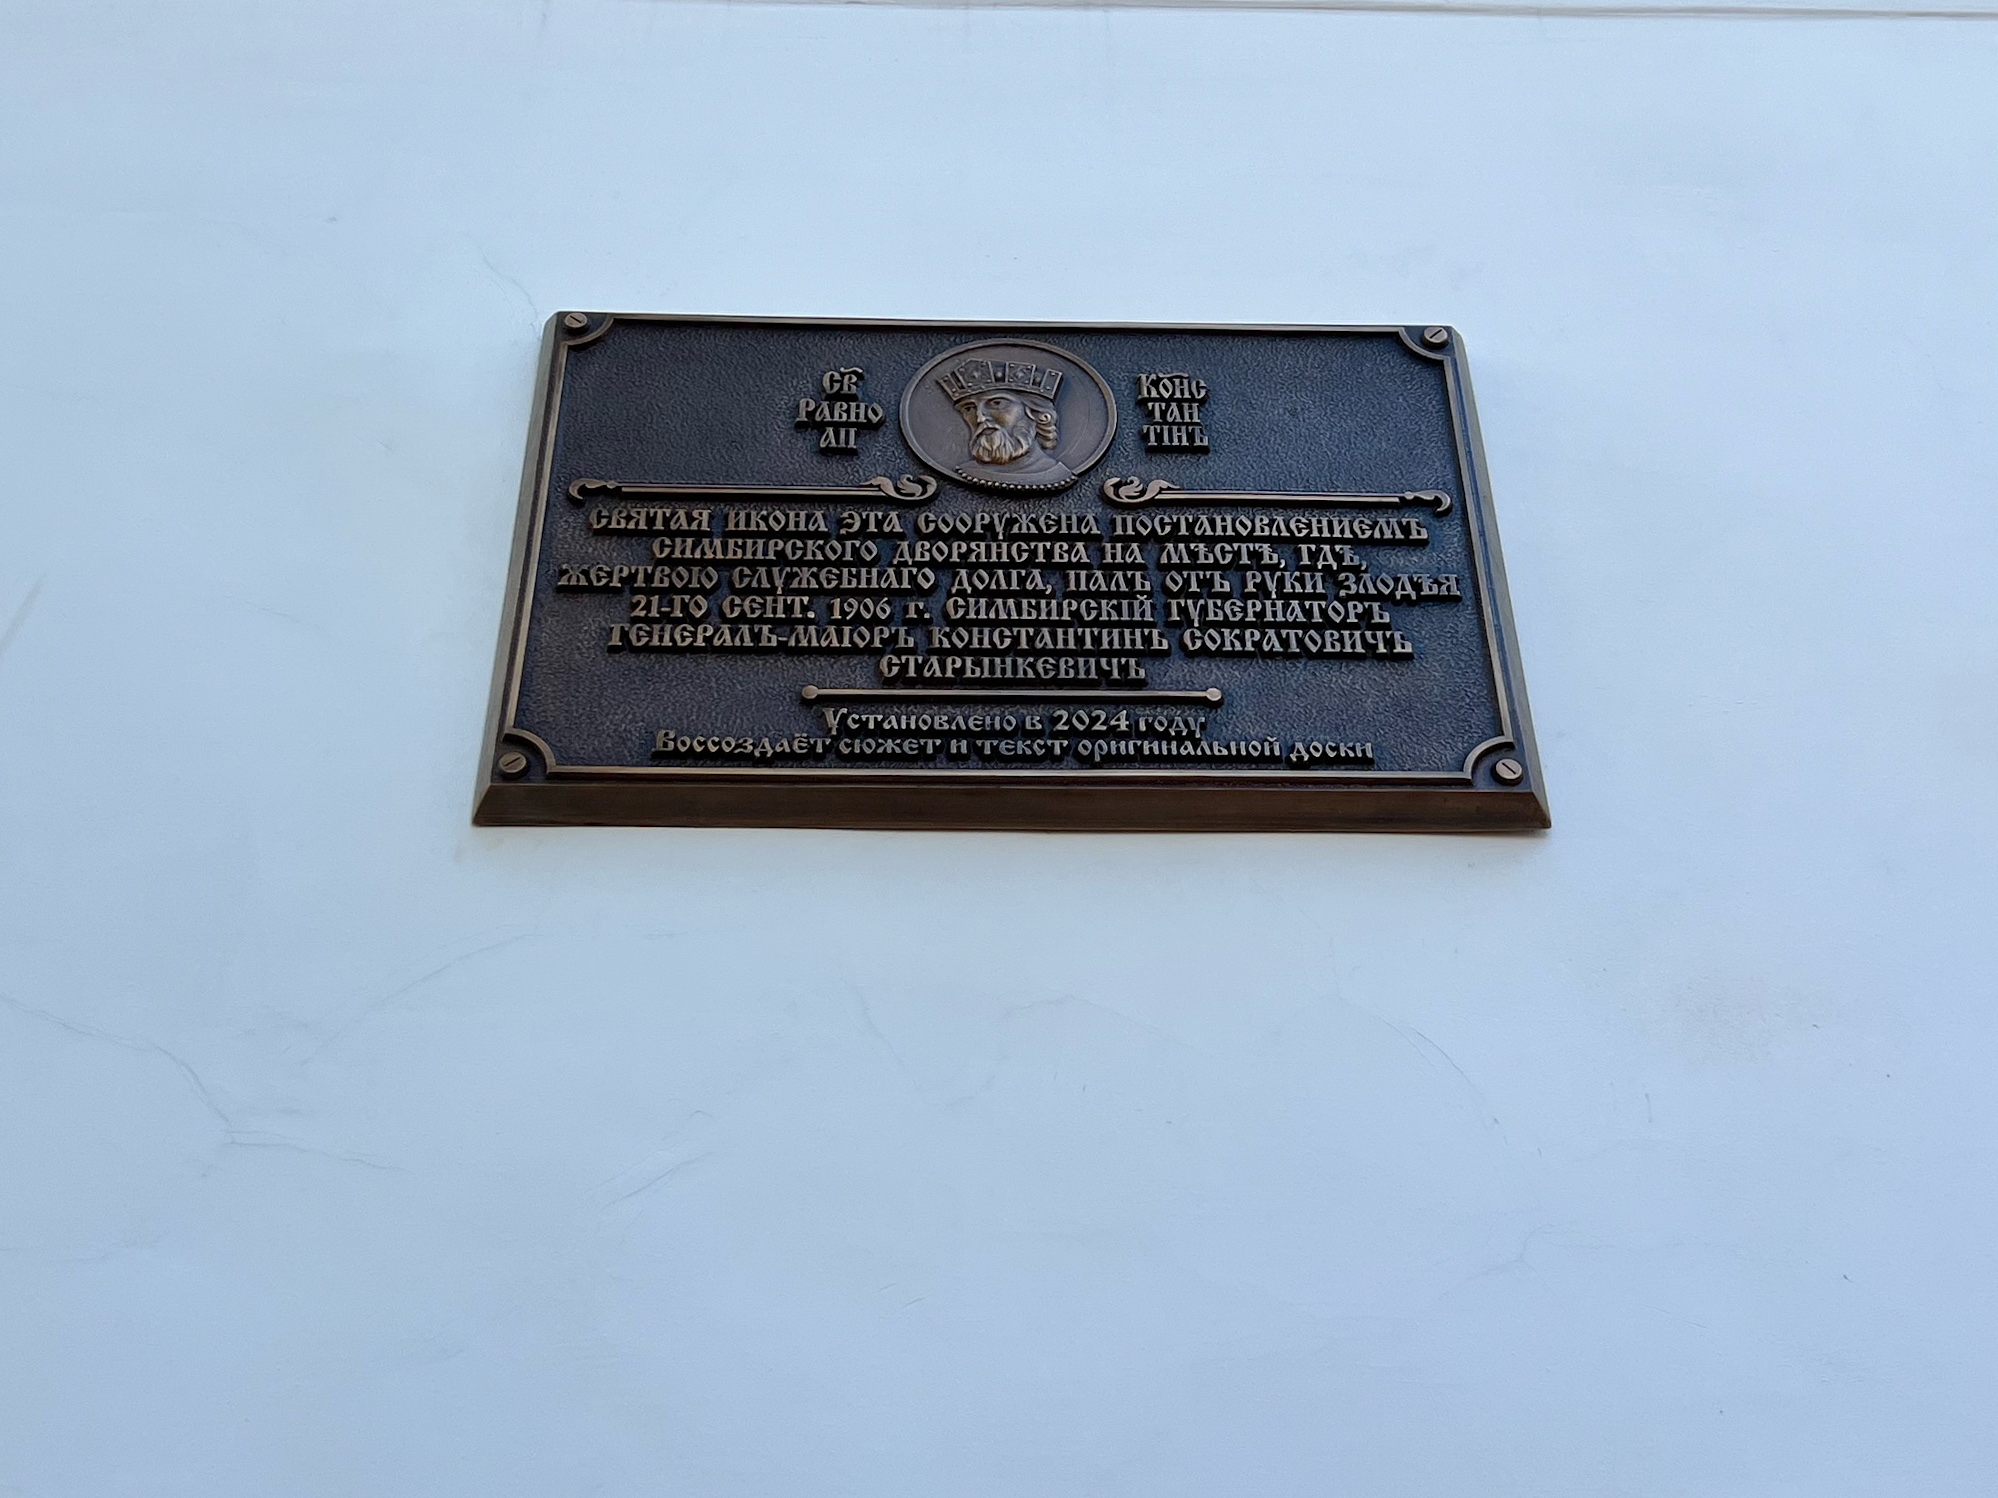 СВ РАВНО АП
КОНС ТАН ТІНЪ
СВЯТАЯ ИКОНА ЭТА СООРУЖЕНА ПОСТАНОВЛЕНИЕМЪ
СИМБИРСКОГО ДВОРЯНСТВА НА МѢСТѢ, ГДѢ,
ЖЕРТВОЮ СЛУЖЕБНАГО ДОЛГА, ПАЛЪ ОТЪ РУКИ ЗЛОДѢЯ
21-ГО СЕНТ. 1906 Г. СИМБИРСКІЙ ГУБЕРНАТОРЪ
ГЕНЕРАЛЪ-МАІОРЪ КОНСТАНТИНЪ СОКРАТОВИЧЪ
СТАРЫНКЕВИЧЪ
Установлено в 2024 году
Воссоздаёт сюжет и текст оригинальной доски